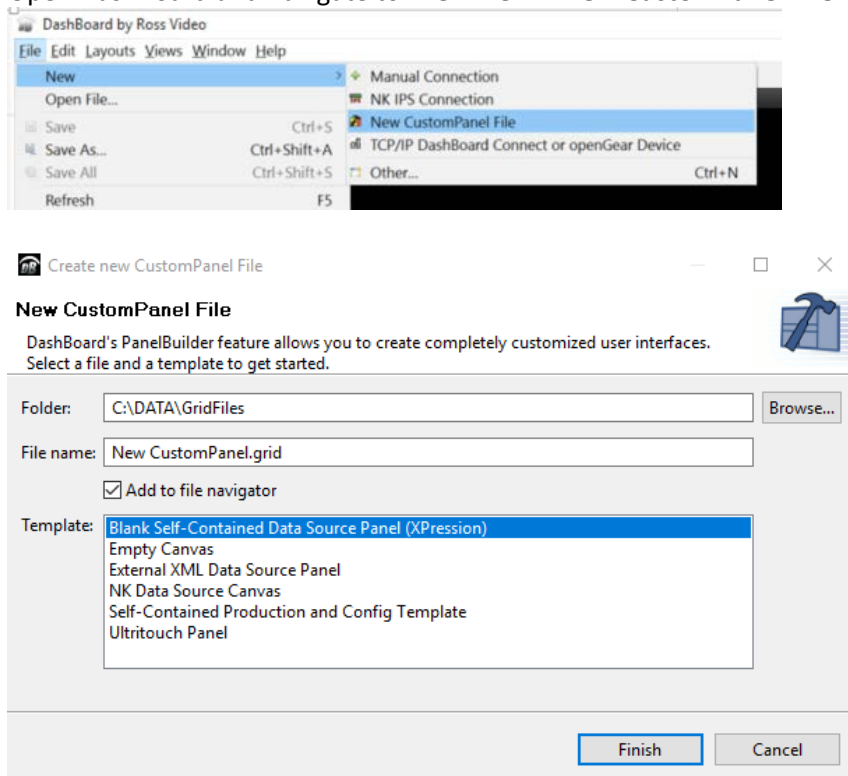 DashBoard by Ross Video
File Edit Layouts Views Window Help
New
Manual Connection
Open File...
NK IPS Connection
Save Ctrl+S
New CustomPanel File
Save As... Ctrl+Shift+A
TCP/IP DashBoard Connect or openGear Device
Save All Ctrl+Shift+S
Other... Ctrl+N
Refresh F5
Create new CustomPanel File
New CustomPanel File
DashBoard's PanelBuilder feature allows you to create completely customized user interfaces.
Select a file and a template to get started.
Folder: C:\DATA\GridFiles Browse...
File name: New CustomPanel.grid
Add to file navigator
Template: Blank Self-Contained Data Source Panel (XPression)
Empty Canvas
External XML Data Source Panel
NK Data Source Canvas
Self-Contained Production and Config Template
Ultritouch Panel
Finish Cancel